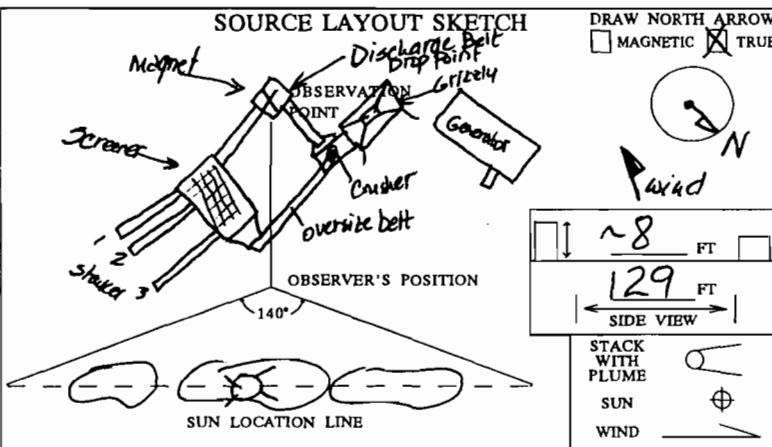 SOURCE LAYOUT SKETCH
DRAW NORTH ARROW
MAGNETIC TRUE
Magnet
Discharge Belt
Drop Point
Grizzly
OBSERVATION
POINT
Generator
N
Screener
Crusher
wind
oversize belt
1
2
3
stacker
~8 FT
129 FT
SIDE VIEW
OBSERVER'S POSITION
140°
STACK
WITH
PLUME
SUN
WIND
SUN LOCATION LINE